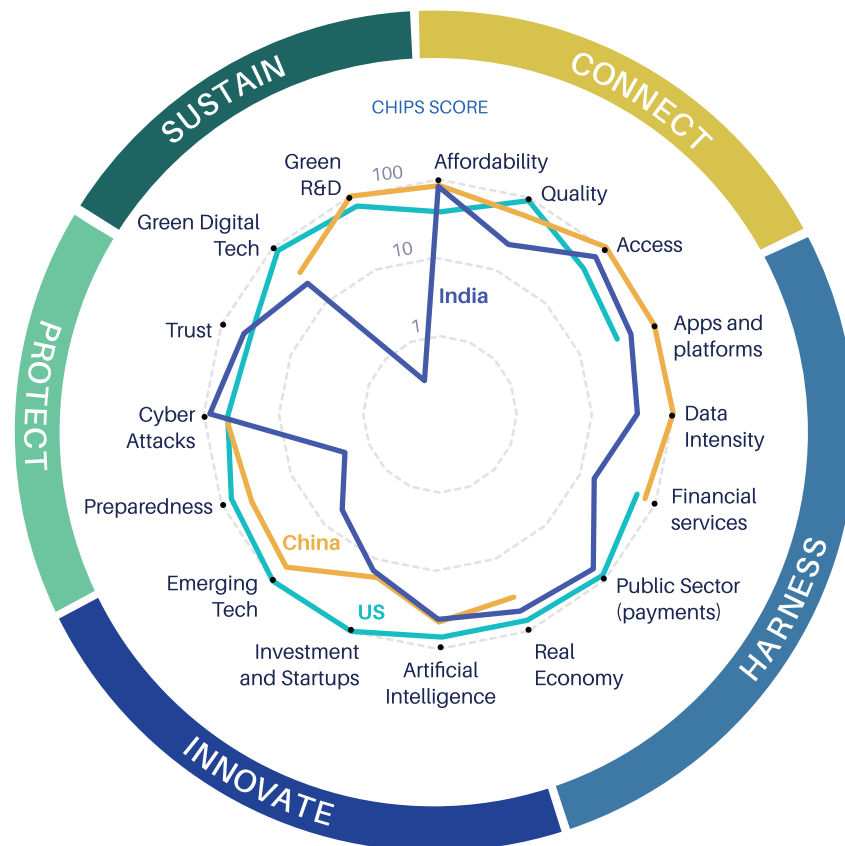 SUSTAIN
CONNECT
CHIPS SCORE
Green
R&D
100
Affordability
Quality
Green Digital
Tech
Access
10
India
Trust
1
Apps and
platforms
PROTECT
Cyber
Attacks
Data
Intensity
Preparedness
Financial
services
China
Emerging
Tech
US
Public Sector
(payments)
HARNESS
Investment
and Startups
Artificial
Intelligence
Real
Economy
INNOVATE